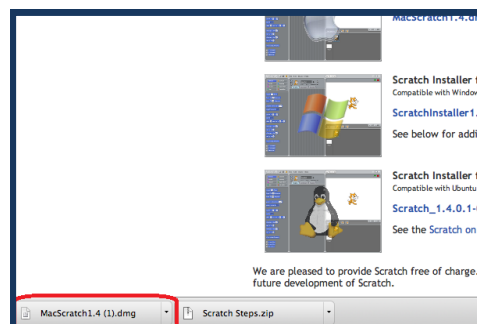 MacScratch1.4.dm
Scratch Installer f
Compatible with Window
ScratchInstaller1.
See below for addi
Scratch Installer f
Compatible with Ubuntu
Scratch_1.4.0.1-
See the Scratch on
We are pleased to provide Scratch free of charge.
future development of Scratch.
MacScratch1.4 (1).dmg
Scratch Steps.zip